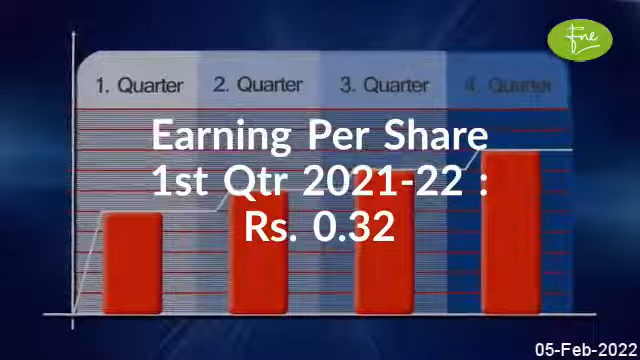 fne
1. Quarter 2. Quarter 3. Quarter 4. Quarter
Earning Per Share
1st Qtr 2021-22 :
Rs. 0.32
05-Feb-2022